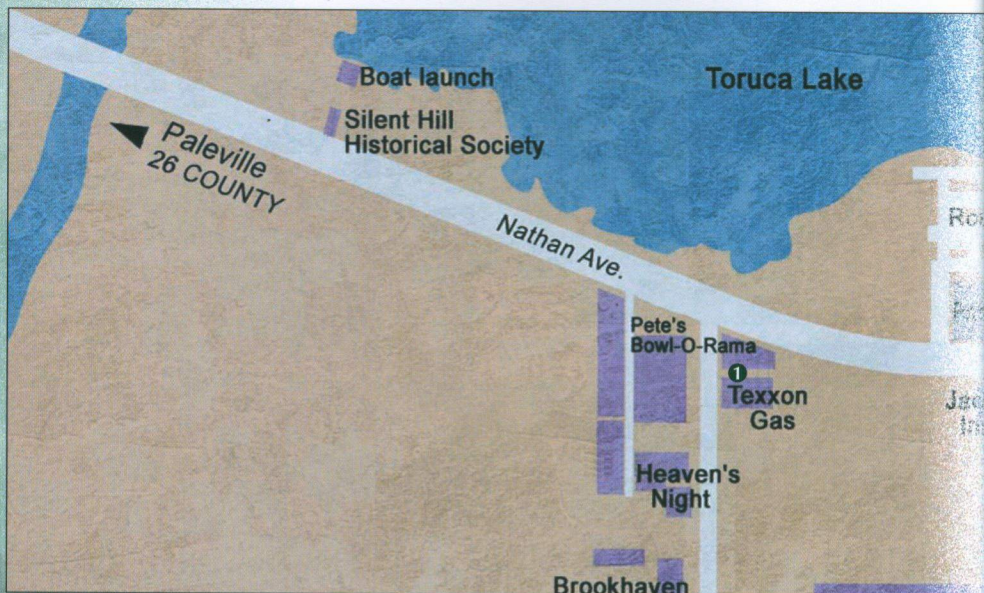 Boat launch
Toruca Lake
Silent Hill
Historical Society
Paleville
26 COUNTY
Nathan Ave.
Pete's
Bowl-O-Rama
1
Texxon
Gas
Heaven's
Night
Brookhaven